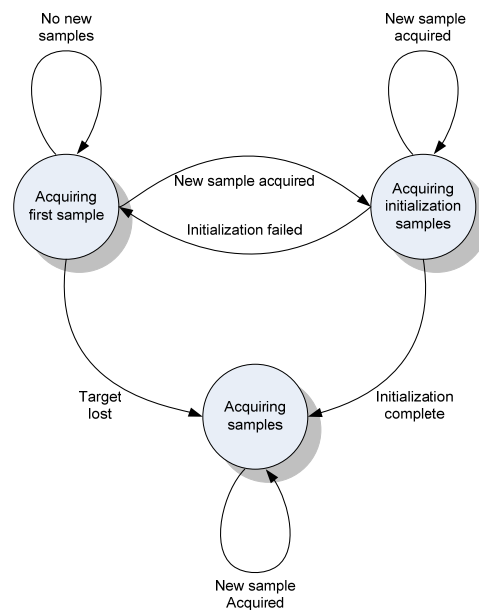 No new
samples
New sample
acquired
Acquiring
first sample
New sample acquired
Acquiring
initialization
samples
Initialization failed
Target
lost
Acquiring
samples
Initialization
complete
New sample
Acquired